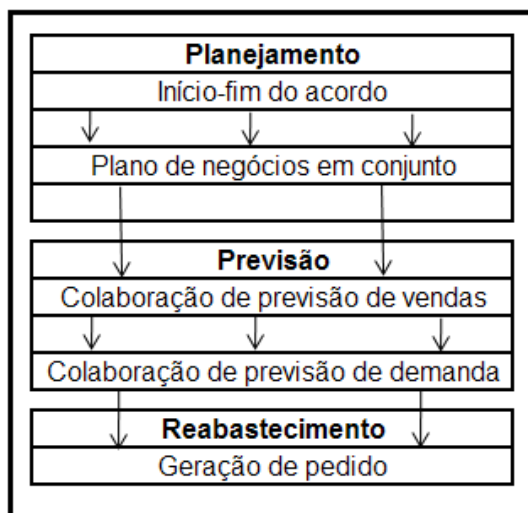 Planejamento
Início-fim do acordo
Plano de negócios em conjunto
Previsão
Colaboração de previsão de vendas
Colaboração de previsão de demanda
Reabastecimento
Geração de pedido